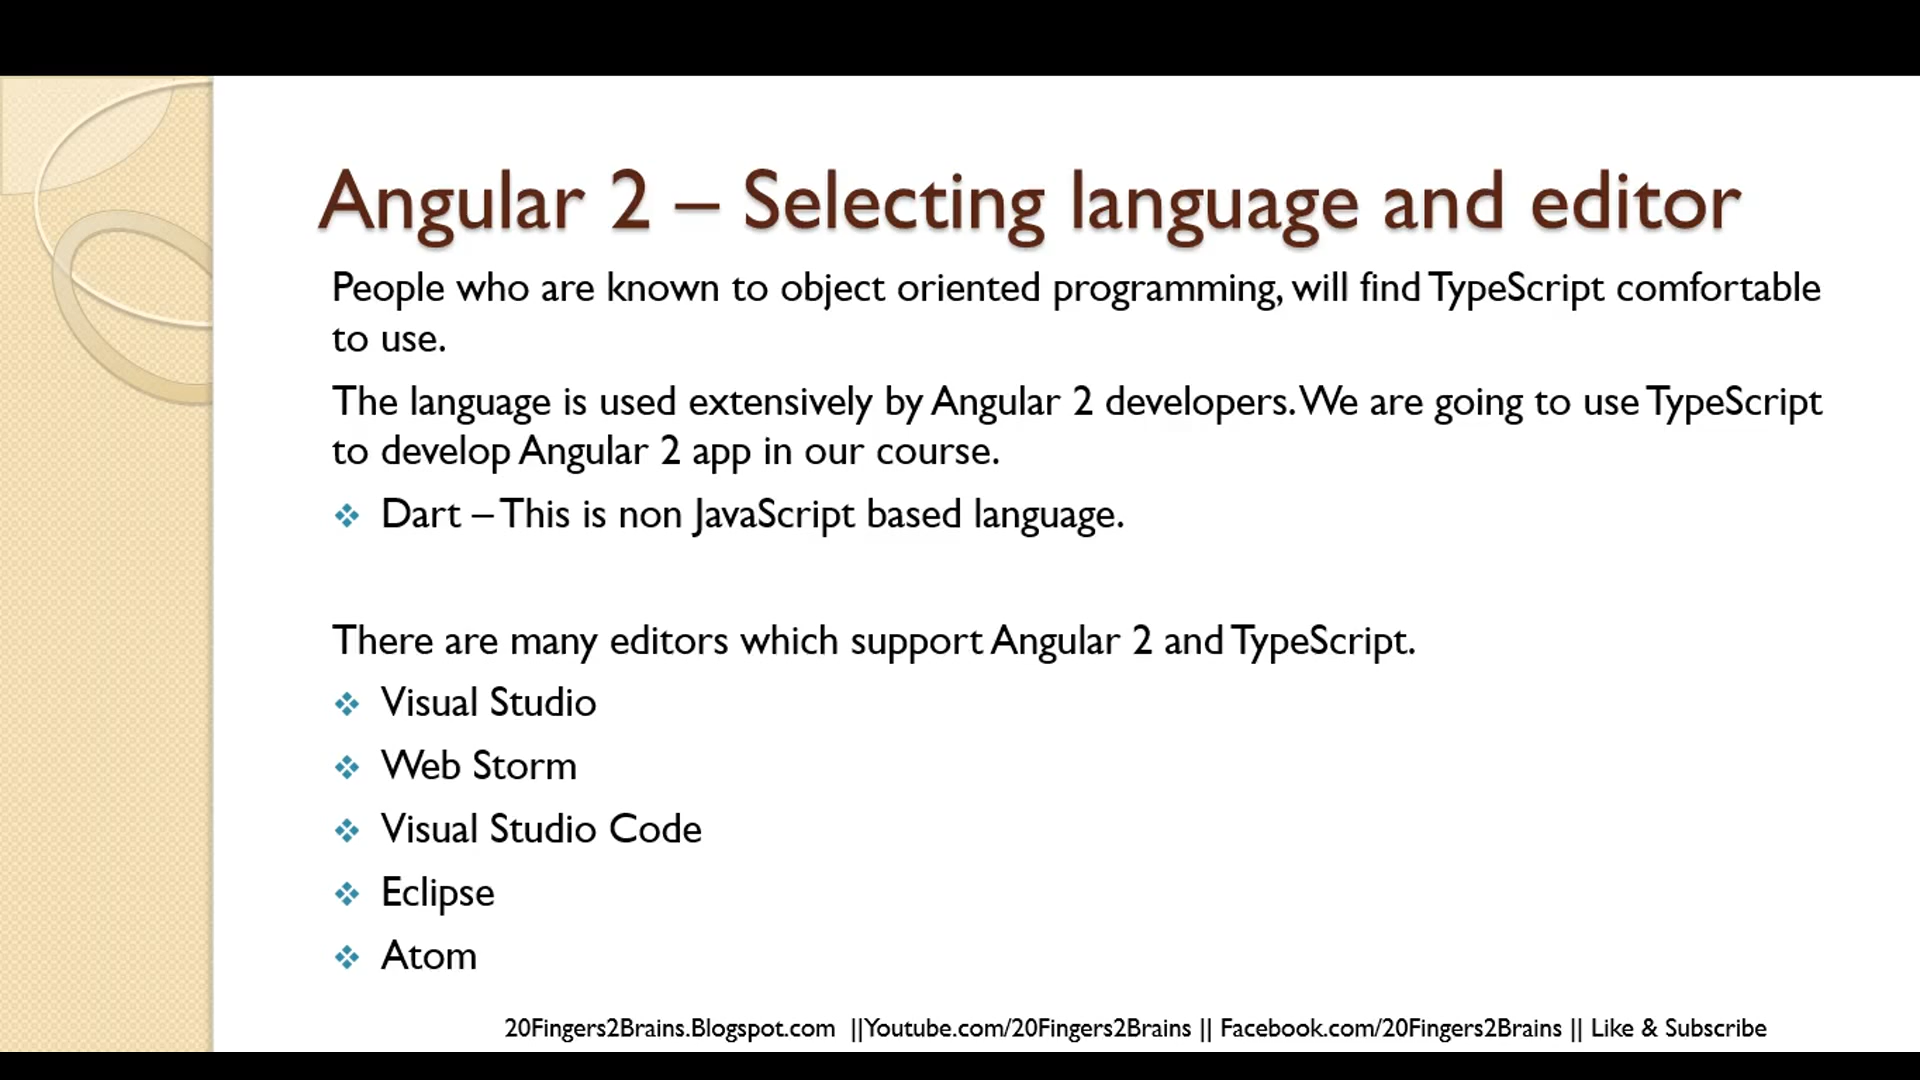 Angular 2 – Selecting language and editor
People who are known to object oriented programming, will find TypeScript comfortable
to use.
The language is used extensively by Angular 2 developers. We are going to use TypeScript
to develop Angular 2 app in our course.
❖ Dart – This is non JavaScript based language.
There are many editors which support Angular 2 and TypeScript.
❖ Visual Studio
❖ Web Storm
❖ Visual Studio Code
❖ Eclipse
❖ Atom
20Fingers2Brains.Blogspot.com ||Youtube.com/20Fingers2Brains || Facebook.com/20Fingers2Brains || Like & Subscribe